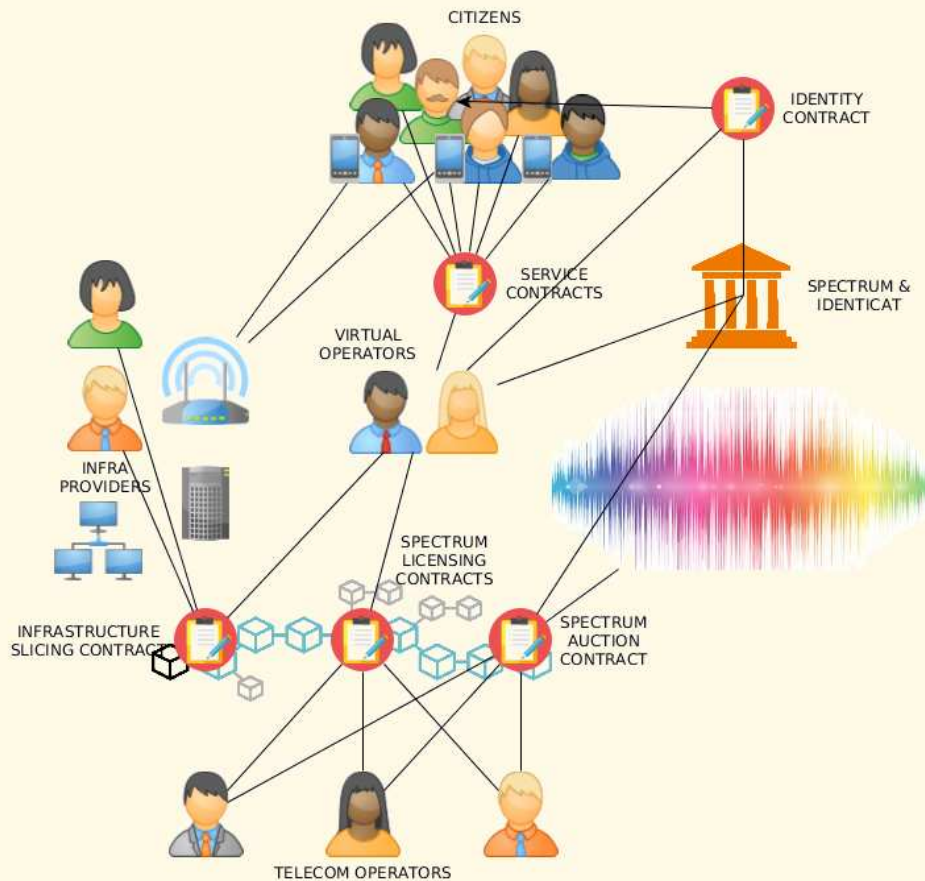 CITIZENS
IDENTITY
CONTRACT
SERVICE
CONTRACTS
SPECTRUM &
IDENTICAT
VIRTUAL
OPERATORS
INFRA
PROVIDERS
SPECTRUM
LICENSING
CONTRACTS
INFRASTRUCTURE
SLICING CONTRACT
SPECTRUM
AUCTION
CONTRACT
TELECOM OPERATORS